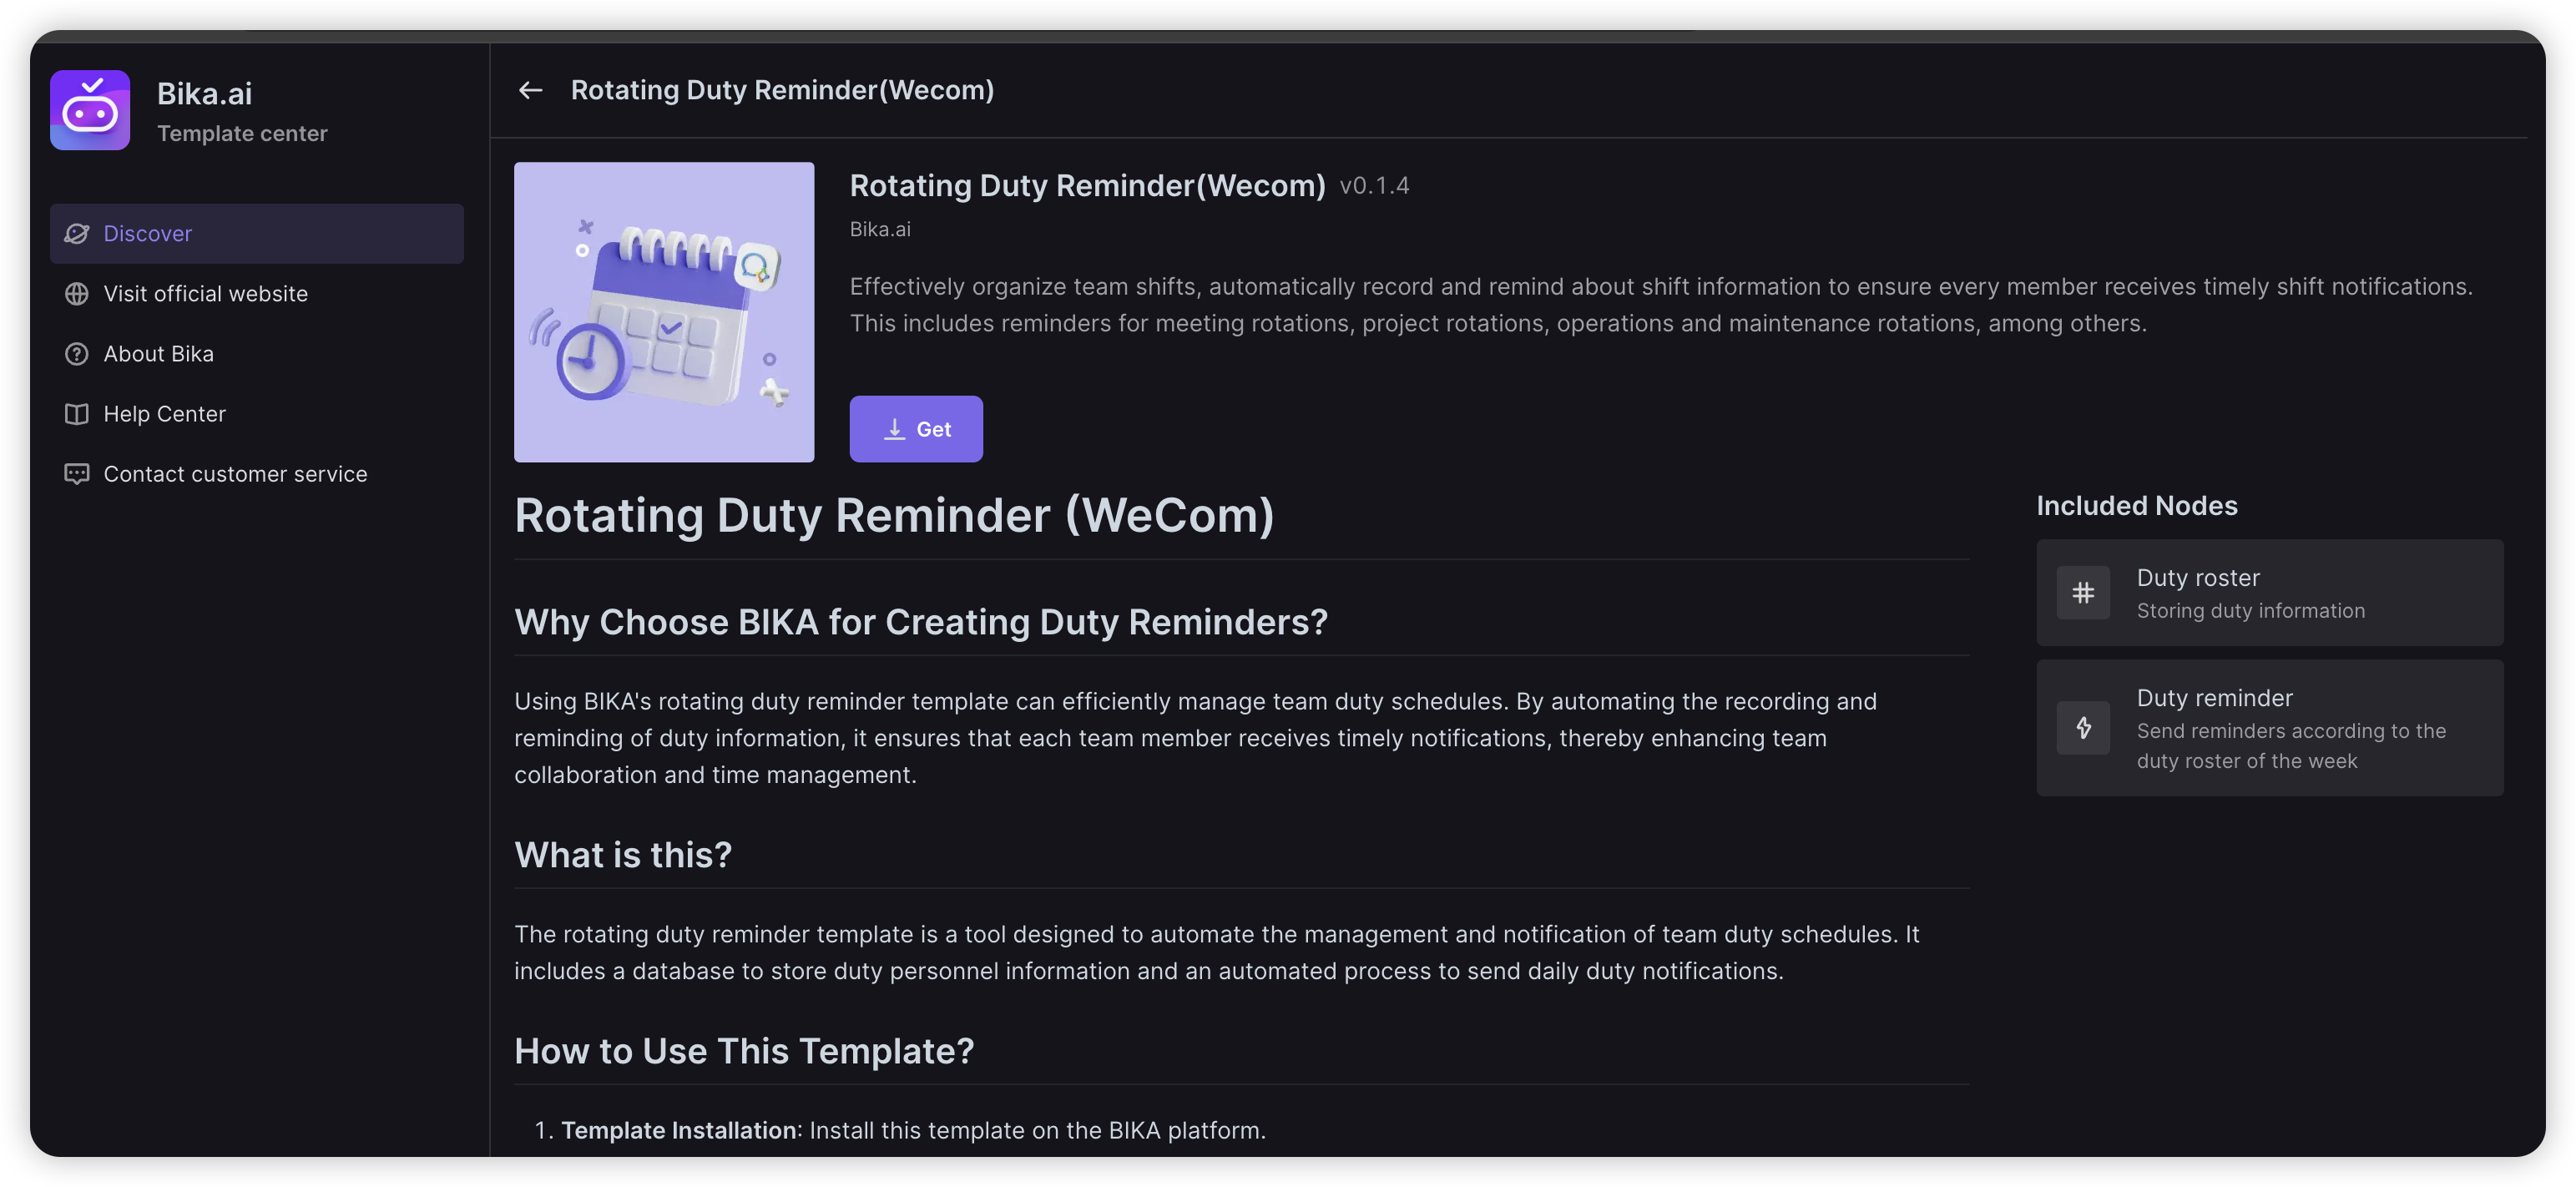 Bika.ai
Template center
Discover
Visit official website
About Bika
Help Center
Contact customer service
Rotating Duty Reminder(Wecom)
Rotating Duty Reminder(Wecom) v0.1.4
Bika.ai
Effectively organize team shifts, automatically record and remind about shift information to ensure every member receives timely shift notifications.
This includes reminders for meeting rotations, project rotations, operations and maintenance rotations, among others.
Get
Rotating Duty Reminder (WeCom)
Why Choose BIKA for Creating Duty Reminders?
Using BIKA's rotating duty reminder template can efficiently manage team duty schedules. By automating the recording and
reminding of duty information, it ensures that each team member receives timely notifications, thereby enhancing team
collaboration and time management.
What is this?
The rotating duty reminder template is a tool designed to automate the management and notification of team duty schedules. It
includes a database to store duty personnel information and an automated process to send daily duty notifications.
How to Use This Template?
1. Template Installation: Install this template on the BIKA platform.
Included Nodes
Duty roster
Storing duty information
Duty reminder
Send reminders according to the
duty roster of the week